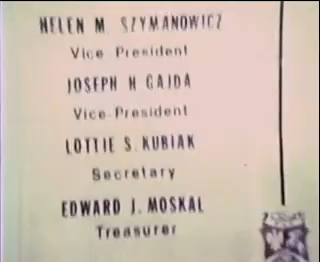 HELEN M. SZYMANOWICZ
Vice President
JOSEPH H GAJDA
Vice-President
LOTTIE S. KUBIAK
Secretary
EDWARD J. MOSKAL
Treasurer